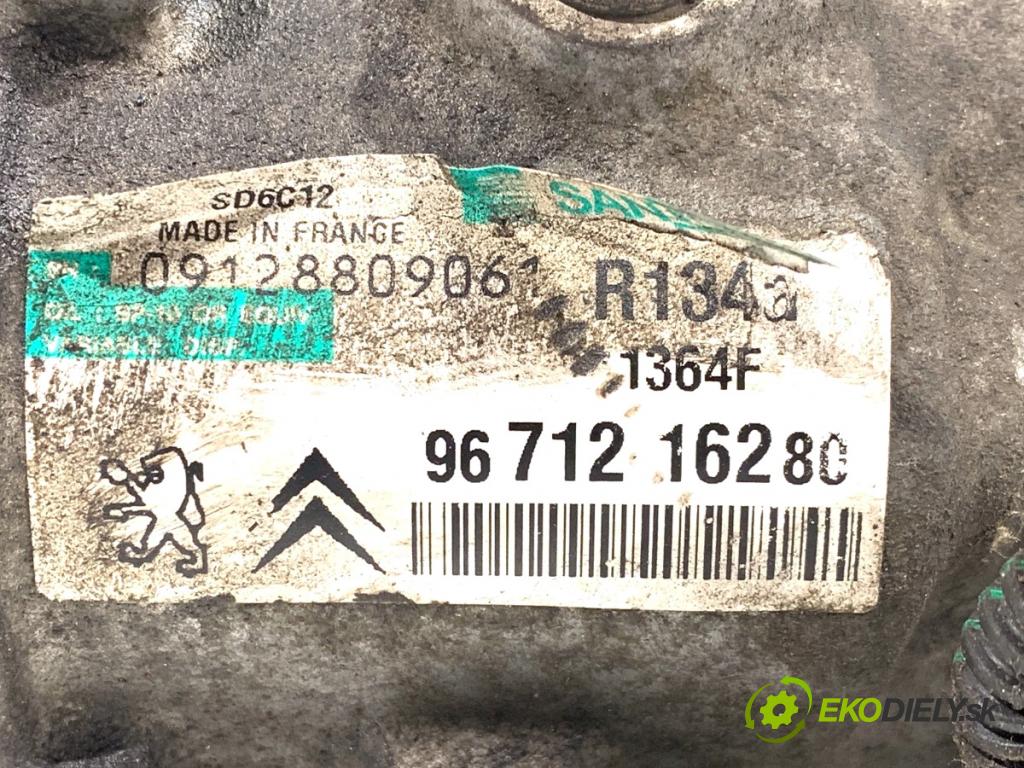 SD6C12
MADE IN FRANCE
09128809061
R134a
1364F
96 712 162 80
EKODIELY.sk